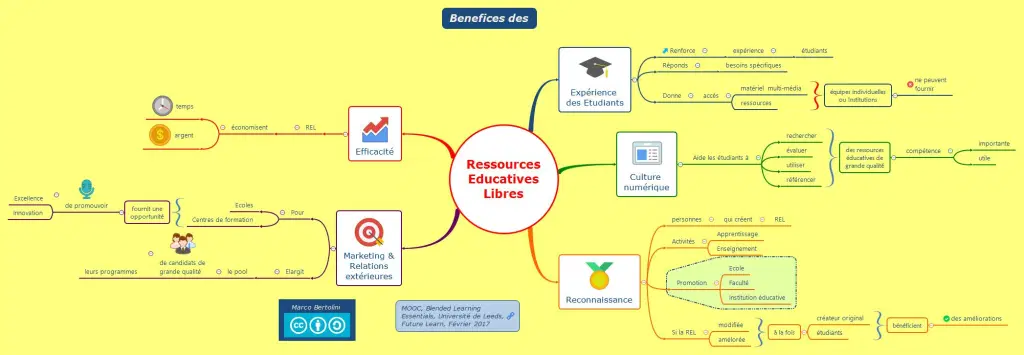 Benefices des
Ressources
Educatives
Libres
Expérience
des Etudiants
Renforce
expérience
étudiants
Réponds
besoins spécifiques
Donne
accés
matériel multi-média
ressources
équipes individuelles
ou Institutions
ne peuvent
fournir
Culture
numérique
Aide les étudiants à
rechercher
évaluer
utiliser
référencer
des ressources
éducatives de
grande qualité
compétence
importante
utile
Reconnaissance
personnes
qui créent
REL
Activités
Apprentissage
Enseignement
Promotion
Ecole
Faculté
institution éducative
Si la REL
modifiée
améliorée
à la fois
créateur original
étudiants
bénéficient
des améliorations
Efficacité
REL
économisent
temps
argent
Marketing &
Relations
extérieures
Pour
Ecoles
Centres de formation
fournit une
opportunité
de promouvoir
Excellence
Innovation
Elargit
le pool
de candidats de
grande qualité
leurs programmes
Marco Bertolini
cc
MOOC, Blended Learning
Essentials, Université de Leeds,
Future Learn, Février 2017